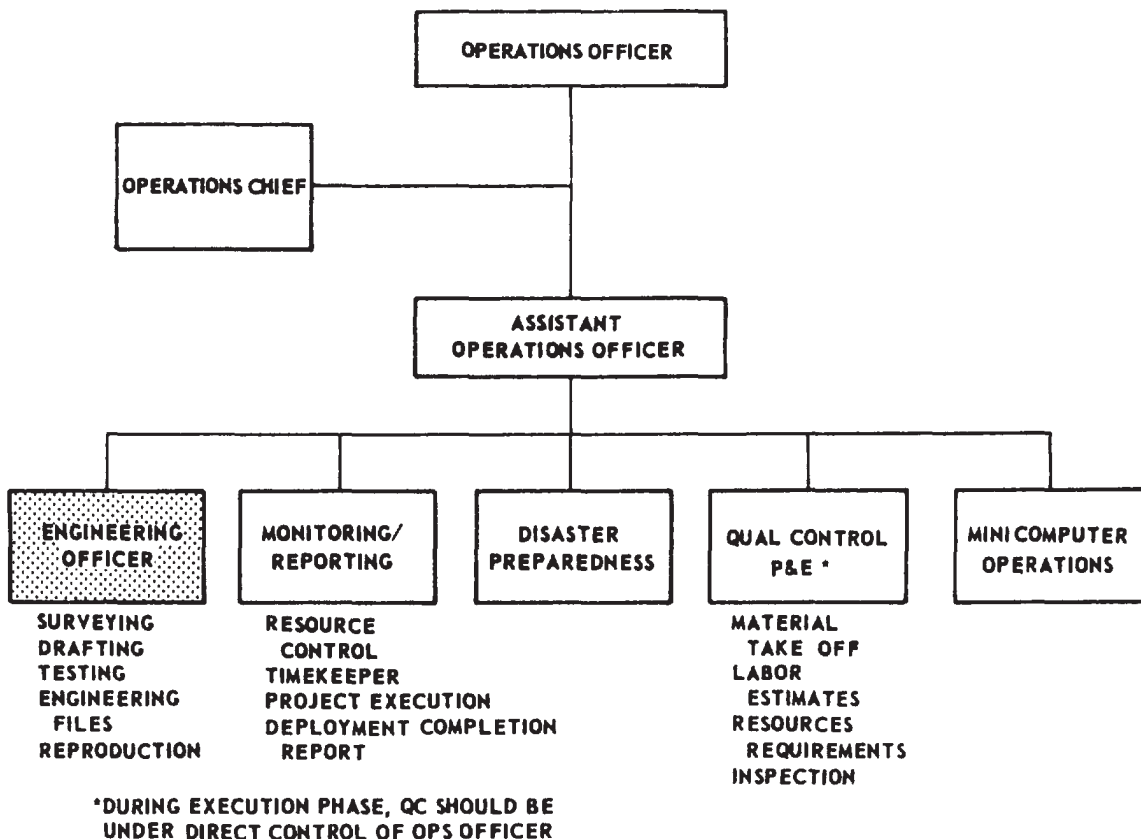 OPERATIONS OFFICER
OPERATIONS CHIEF
ASSISTANT
OPERATIONS OFFICER
ENGINEERING
OFFICER
SURVEYING
DRAFTING
TESTING
ENGINEERING
FILES
REPRODUCTION
MONITORING/
REPORTING
RESOURCE
CONTROL
TIMEKEEPER
PROJECT EXECUTION
DEPLOYMENT COMPLETION
REPORT
DISASTER
PREPAREDNESS
QUAL CONTROL
P&E *
MATERIAL
TAKE OFF
LABOR
ESTIMATES
RESOURCES
REQUIREMENTS
INSPECTION
MINICOMPUTER
OPERATIONS
*DURING EXECUTION PHASE, QC SHOULD BE
UNDER DIRECT CONTROL OF OPS OFFICER